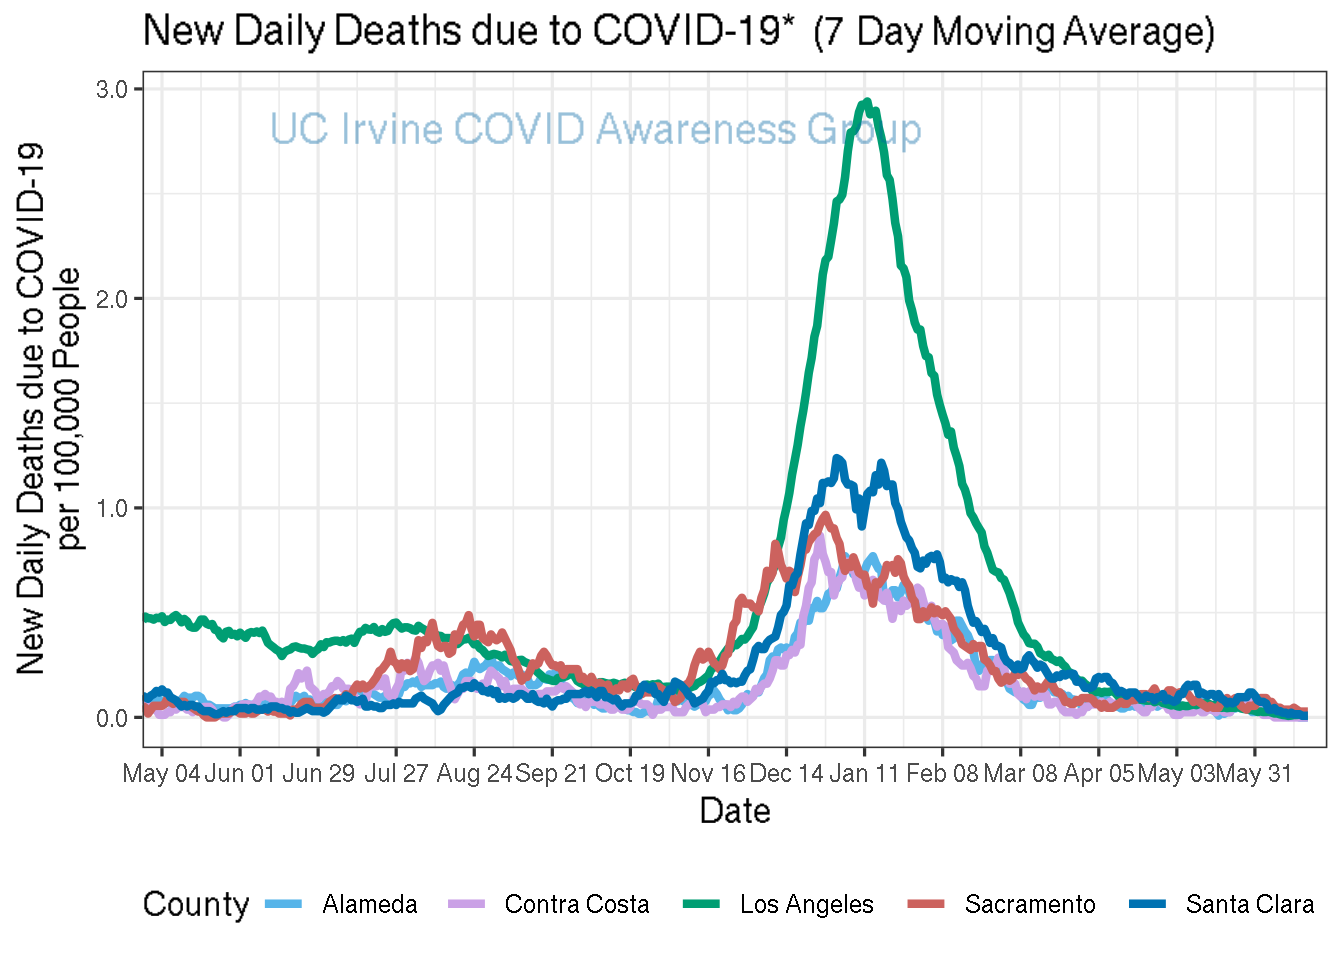 New Daily Deaths due to COVID-19* (7 Day Moving Average)
UC Irvine COVID Awareness Group
New Daily Deaths due to COVID-19
per 100,000 People
3.0
2.0
1.0
0.0
May 04 Jun 01 Jun 29 Jul 27 Aug 24 Sep 21 Oct 19 Nov 16 Dec 14 Jan 11 Feb 08 Mar 08 Apr 05 May 03 May 31
Date
County Alameda Contra Costa Los Angeles Sacramento Santa Clara